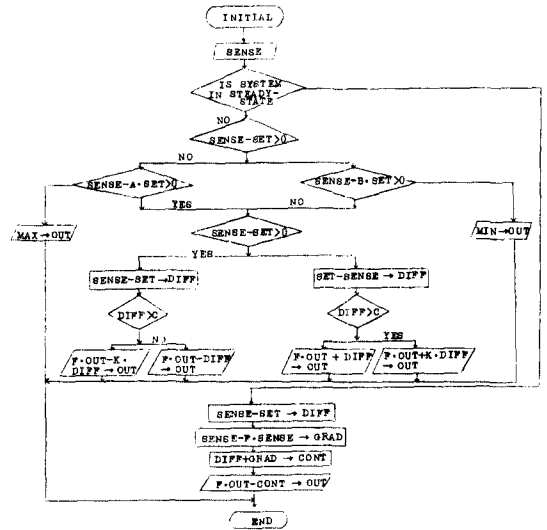 INITIAL
SENSE
IS SYSTEM
IN STEADY-
STATE
NO
SENSE-SET>0
NO
SENSE-A·SET>0
SENSE-B·SET>0
YES
NO
MAX→OUT
SENSE-SET>0
MIN→OUT
YES
SENSE-SET→DIFF
SET-SENSE → DIFF
DIFF>C
DIFF>C
NO
YES
F·OUT-K·
DIFF→OUT
F·OUT-DIFF
→OUT
F·OUT + DIFF
→ OUT
F·OUT+K·DIFF
→ OUT
SENSE-SET → DIFF
SENSE-F·SENSE → GRAD
DIFF+GRAD → CONT
F·OUT-CONT → OUT
END